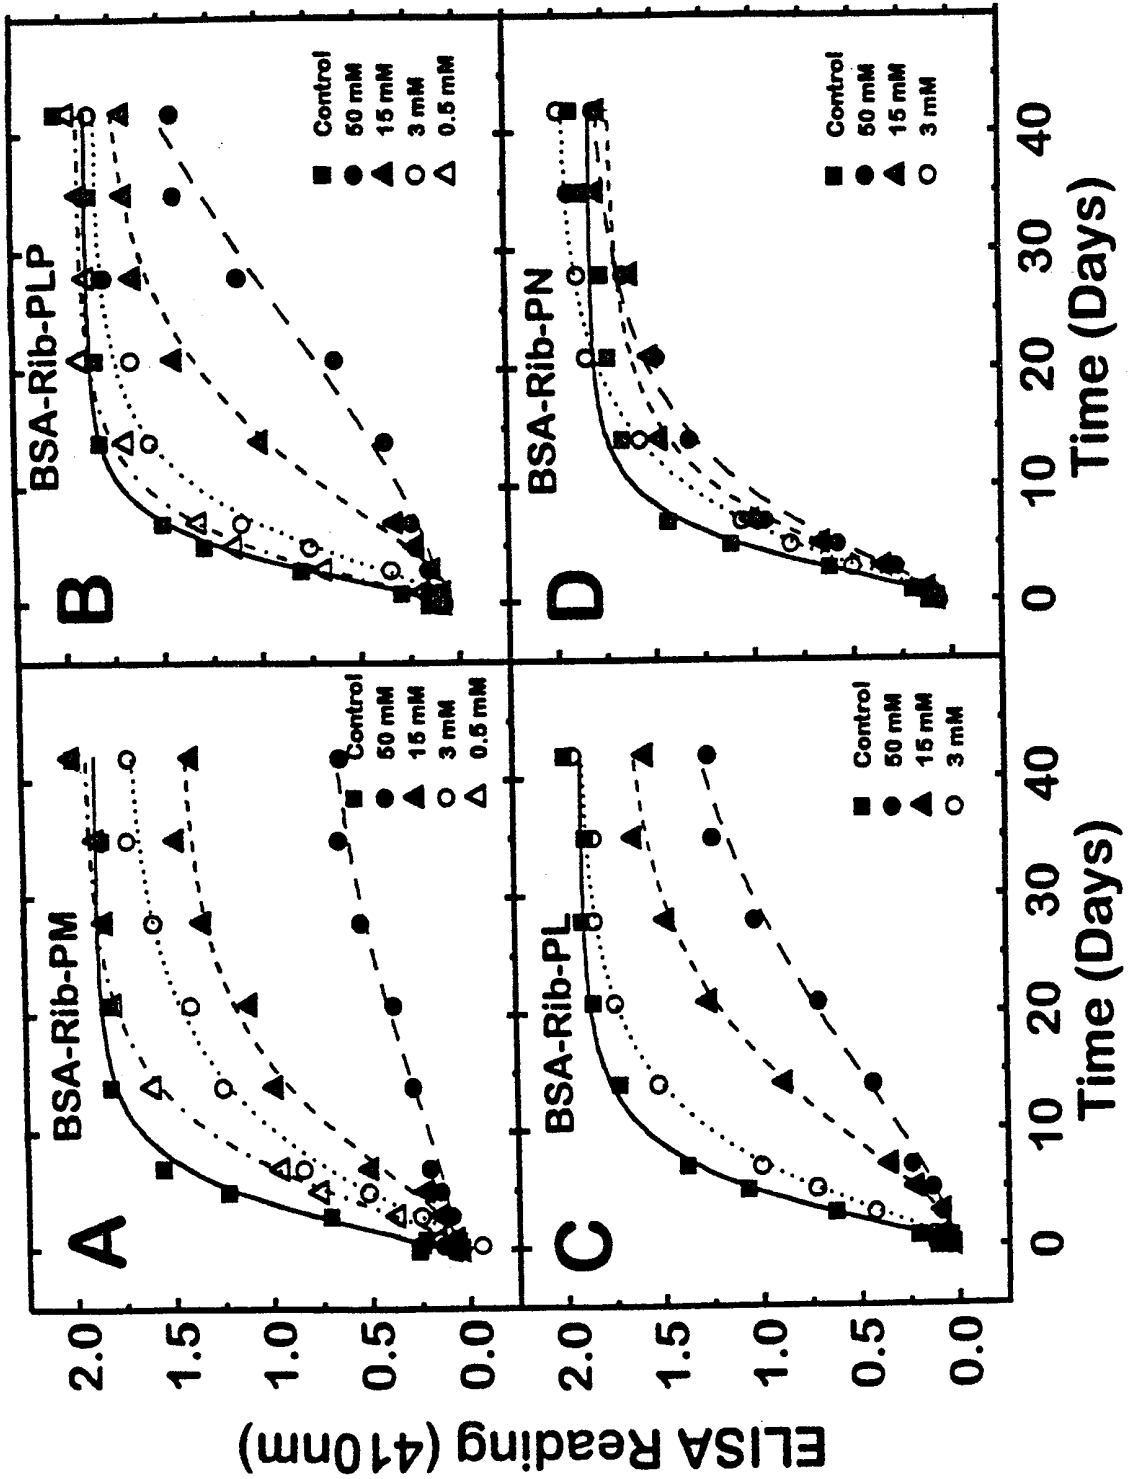 ELISA Reading (410nm)
A
BSA-Rib-PM
2.0
1.5
1.0
0.5
0.0
Control
50 mM
15 mM
3 mM
0.5 mM
B
BSA-Rib-PLP
Control
50 mM
15 mM
3 mM
0.5 mM
C
BSA-Rib-PL
2.0
1.5
1.0
0.5
0.0
Control
50 mM
15 mM
3 mM
0 10 20 30 40
Time (Days)
D
BSA-Rib-PN
Control
50 mM
15 mM
3 mM
0 10 20 30 40
Time (Days)